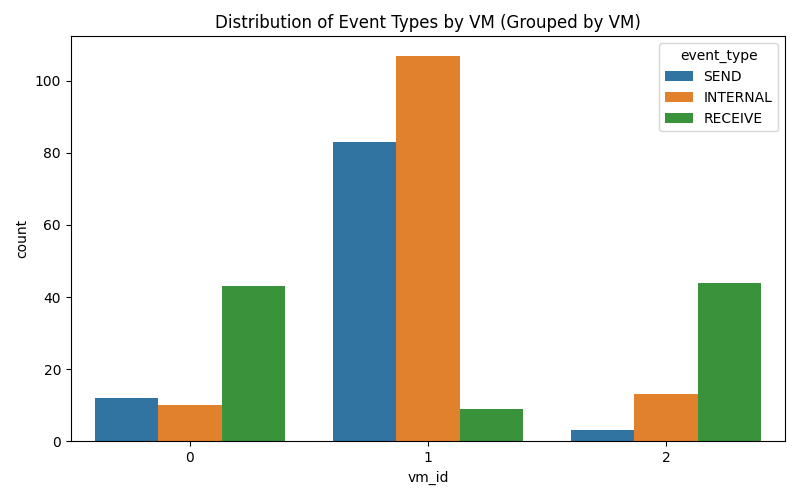 Distribution of Event Types by VM (Grouped by VM)
event_type
SEND
INTERNAL
RECEIVE
count
100
80
60
40
20
0
0 1 2
vm_id